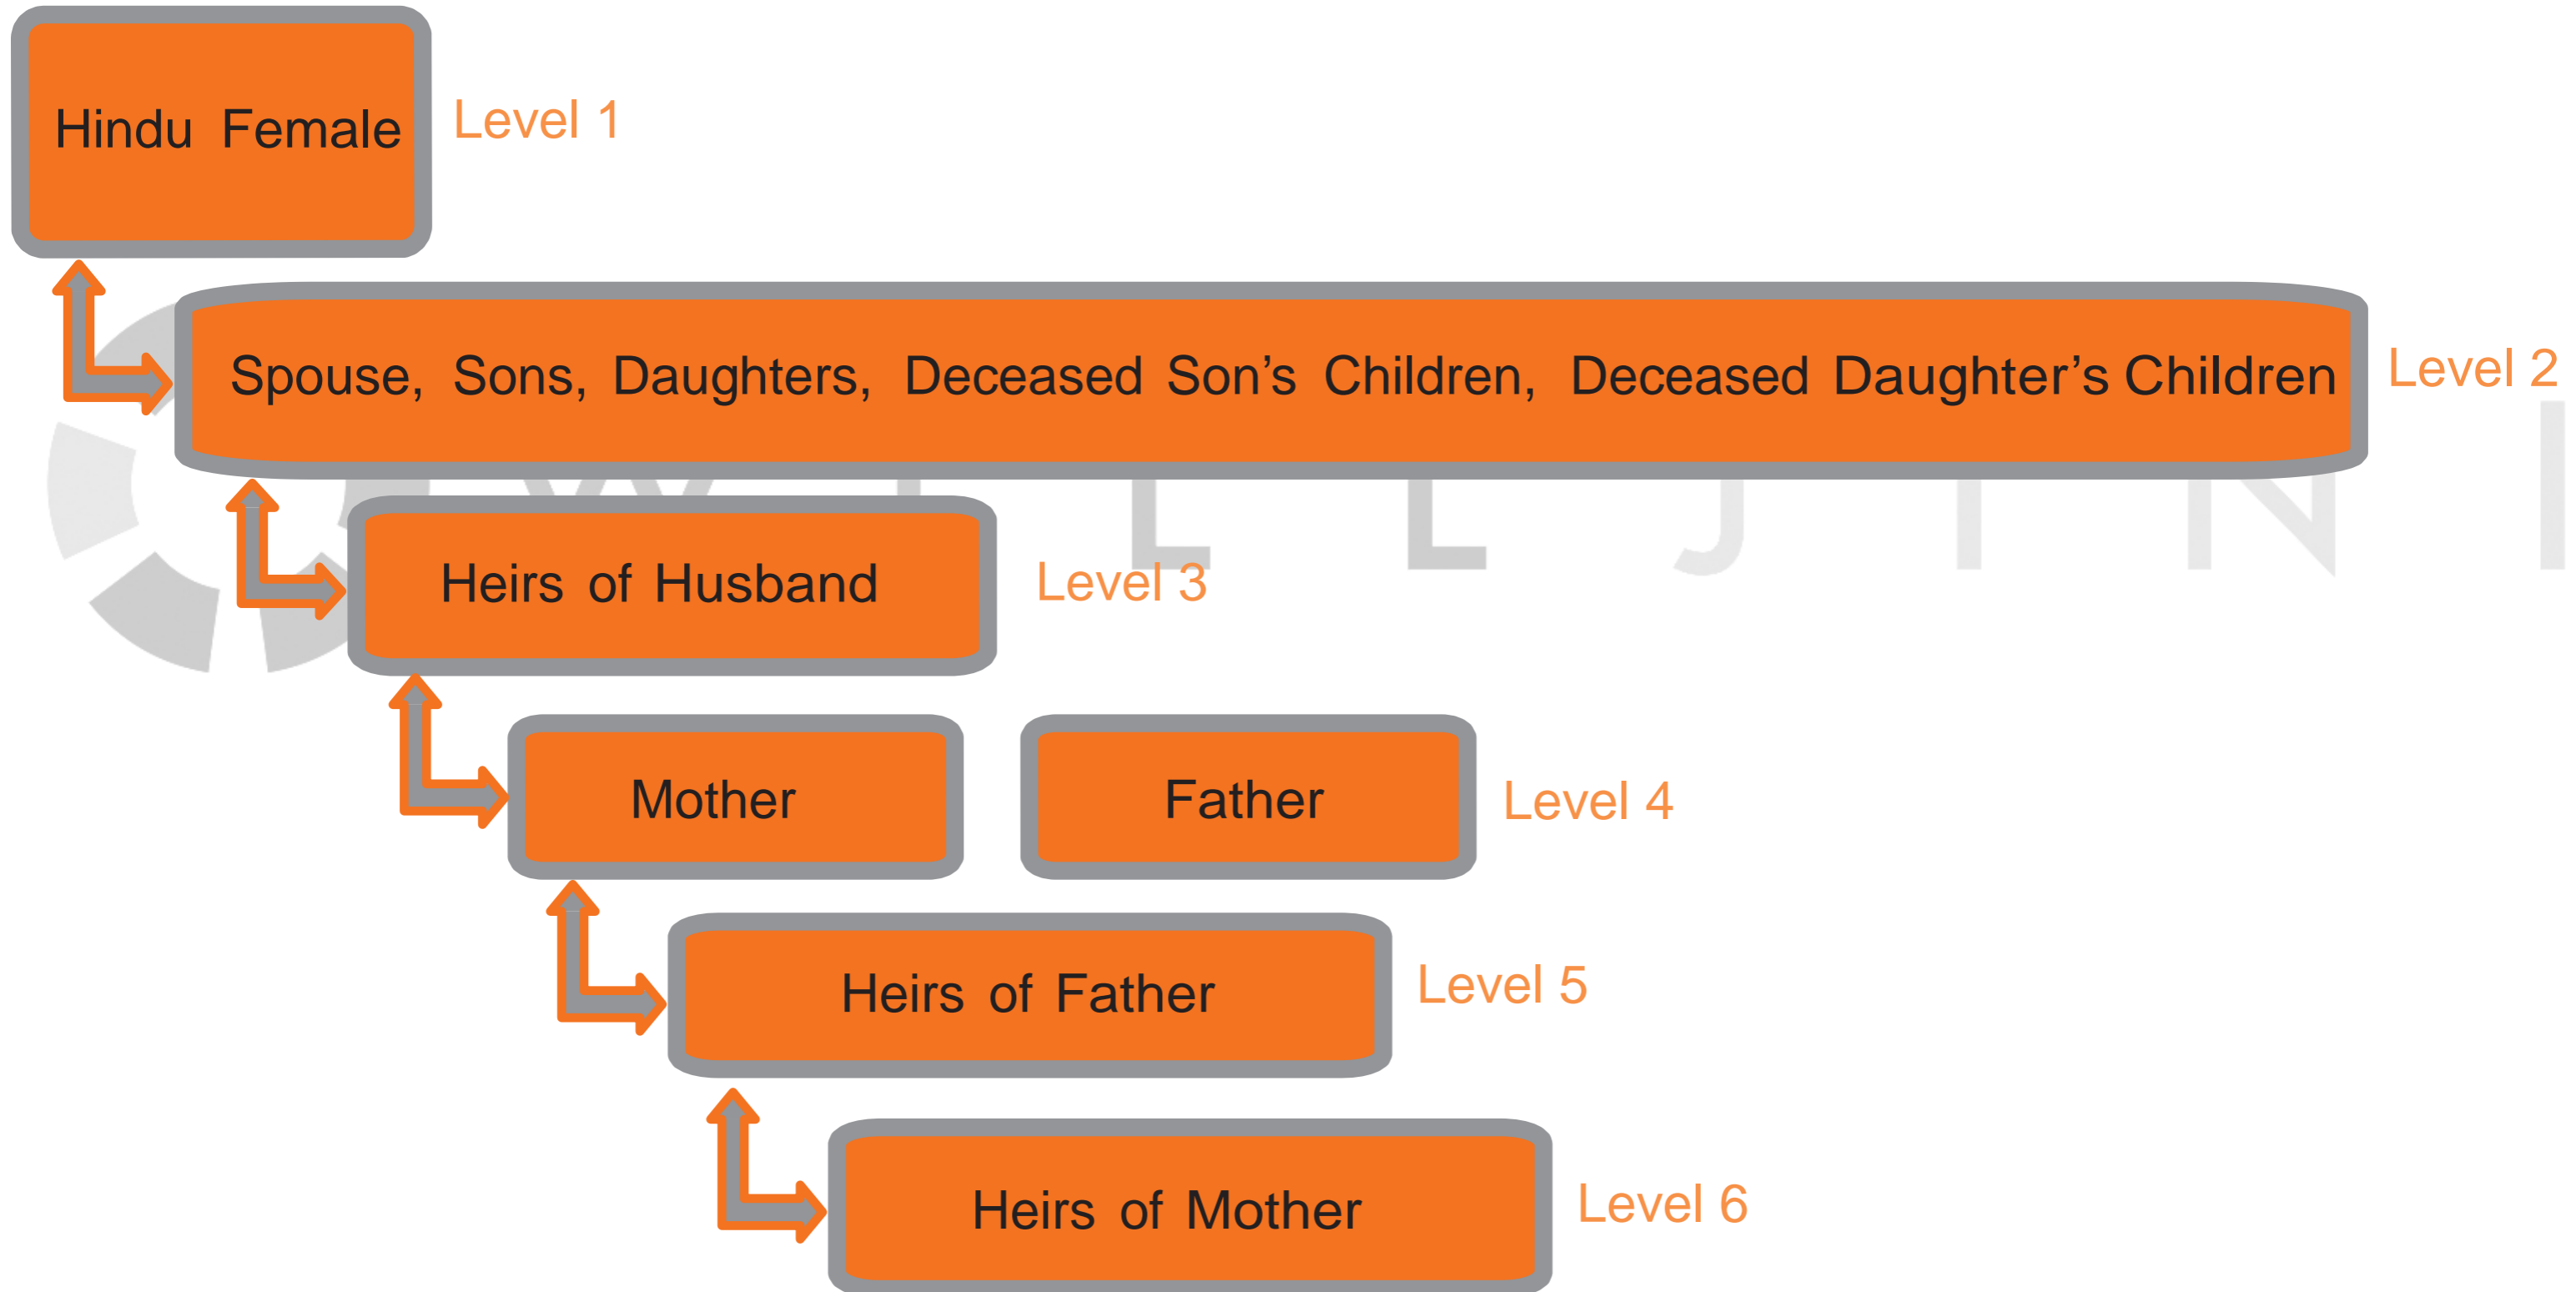 Hindu Female
Level 1
Spouse, Sons, Daughters, Deceased Son's Children, Deceased Daughter's Children
Level 2
WILLJINI
Heirs of Husband
Level 3
Mother
Father
Level 4
Heirs of Father
Level 5
Heirs of Mother
Level 6